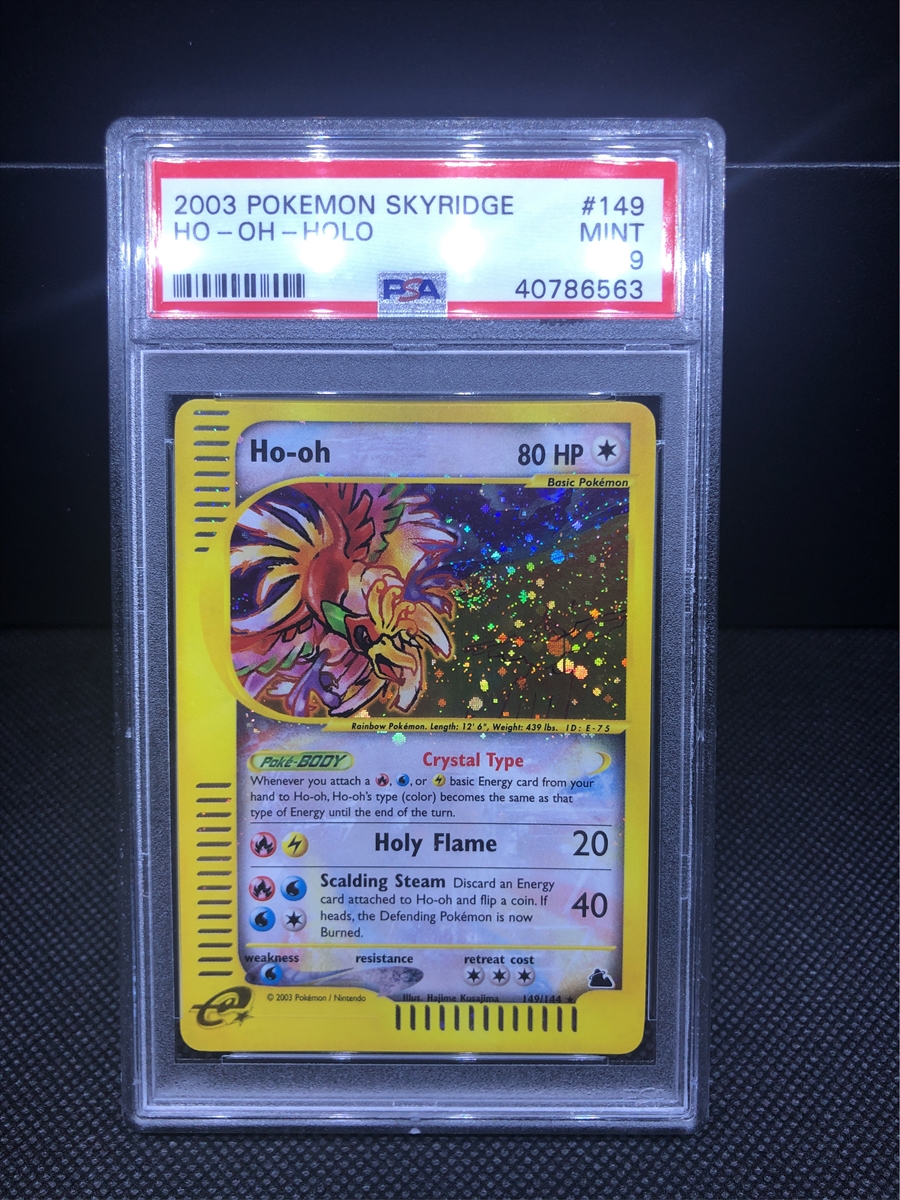 2003 POKEMON SKYRIDGE #149
HO - OH - HOLO MINT
9
PSA 40786563
Ho-oh 80 HP
Basic Pokémon
Rainbow Pokémon. Length: 12' 6", Weight: 439 lbs. ID: E-75
Poké-BODY Crystal Type
Whenever you attach a , , or basic Energy card from your
hand to Ho-oh, Ho-oh's type (color) becomes the same as that
type of Energy until the end of the turn.
Holy Flame 20
Scalding Steam Discard an Energy
card attached to Ho-oh and flip a coin. If
heads, the Defending Pokémon is now
Burned.
40
weakness resistance retreat cost
© 2003 Pokémon / Nintendo Illus. Hajime Kusajima 149/144 ★
e